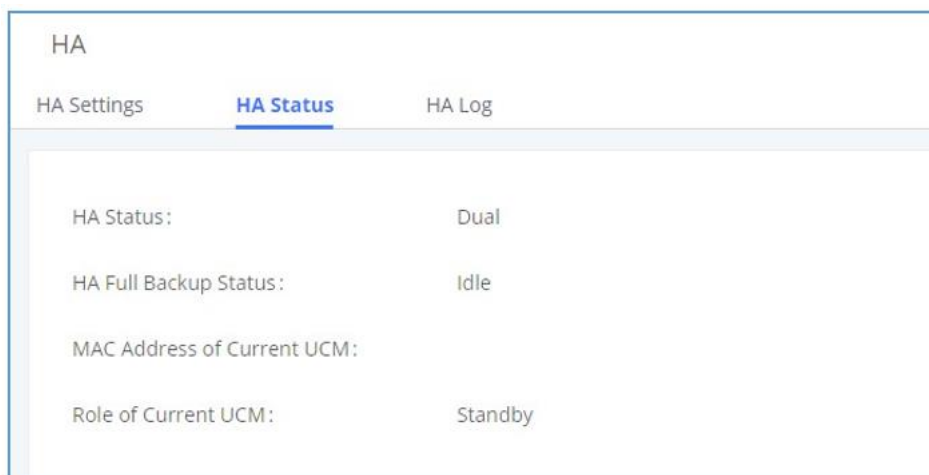 HA
HA Settings HA Status HA Log
HA Status: Dual
HA Full Backup Status: Idle
MAC Address of Current UCM:
Role of Current UCM: Standby